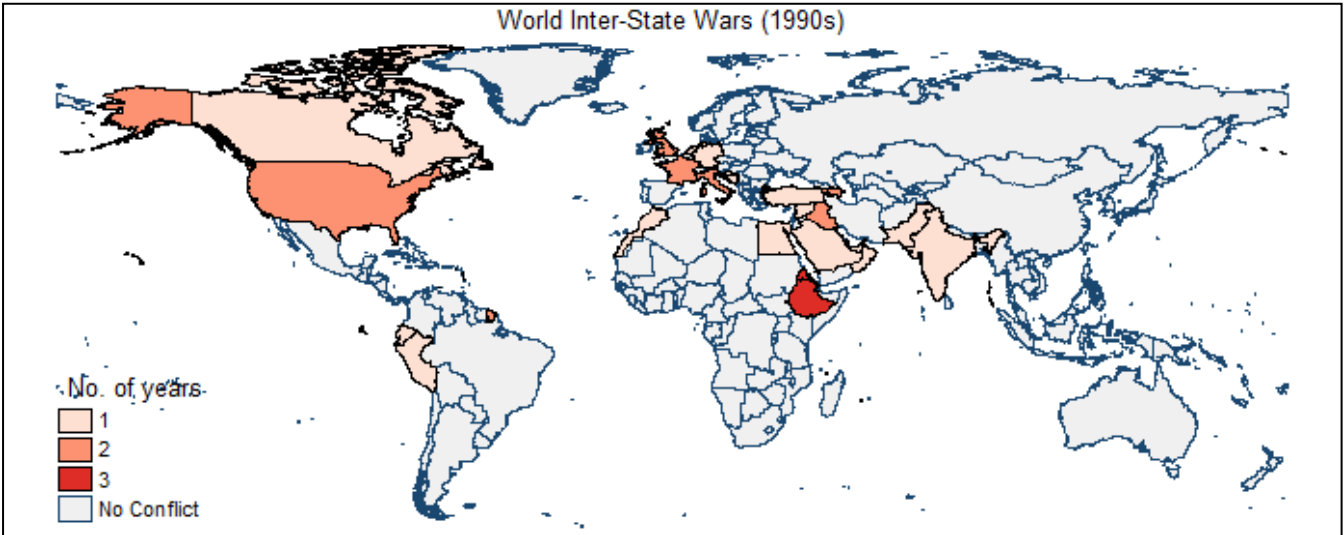 World Inter-State Wars (1990s)
No. of years
1
2
3
No Conflict